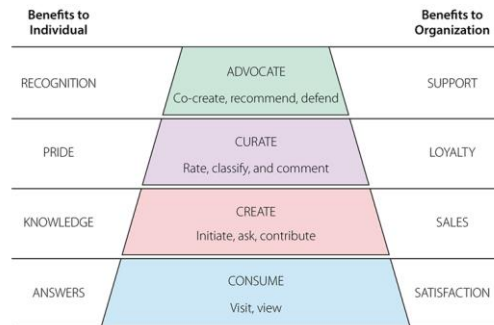 Benefits to
Individual
Benefits to
Organization
RECOGNITION
ADVOCATE
Co-create, recommend, defend
SUPPORT
PRIDE
CURATE
Rate, classify, and comment
LOYALTY
KNOWLEDGE
CREATE
Initiate, ask, contribute
SALES
ANSWERS
CONSUME
Visit, view
SATISFACTION